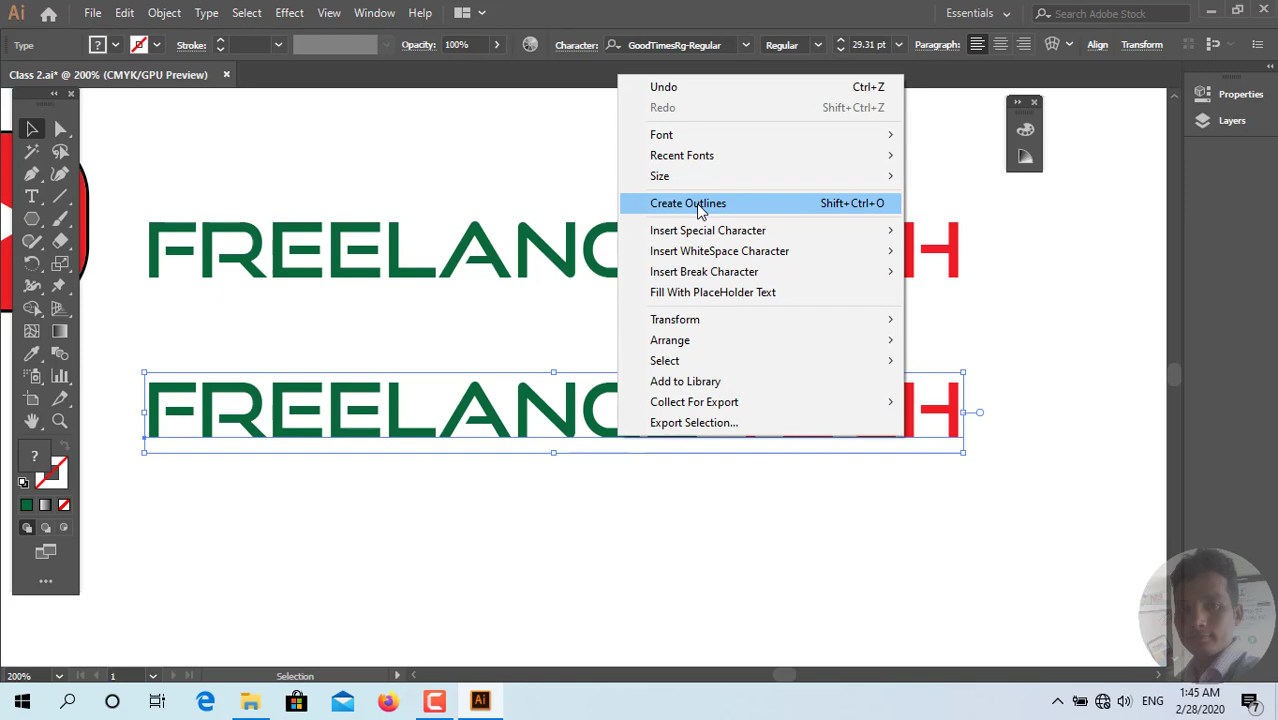 Ai File Edit Object Type Select Effect View Window Help Essentials Search Adobe Stock
Type ? Stroke: Opacity: 100% Character: GoodTimesRg-Regular Regular 29.31 pt Paragraph: Align Transform
Class 2.ai* @ 200% (CMYK/GPU Preview)
Undo Ctrl+Z
Redo Shift+Ctrl+Z
Font
Recent Fonts
Size
Create Outlines Shift+Ctrl+O
Insert Special Character
Insert WhiteSpace Character
Insert Break Character
Fill With PlaceHolder Text
Transform
Arrange
Select
Add to Library
Collect For Export
Export Selection...
Properties
Layers
?
200% 1 Selection
ENG
1:45 AM
2/28/2020
7
Ai